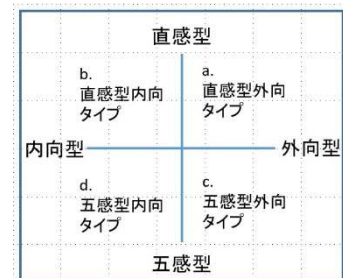 直感型
b.
直感型内向
タイプ
a.
直感型外向
タイプ
内向型
外向型
d.
五感型内向
タイプ
c.
五感型外向
タイプ
五感型